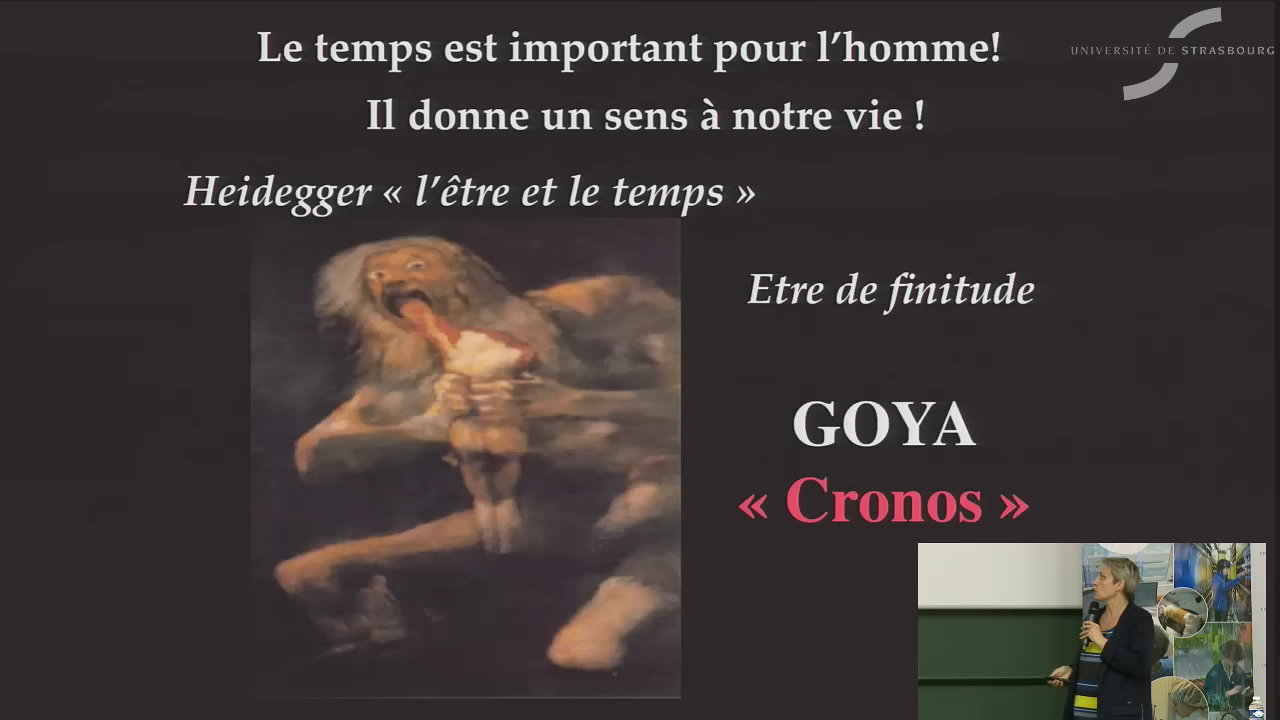 Le temps est important pour l’homme!
UNIVERSITÉ DE STRASBOURG
Il donne un sens à notre vie !
Heidegger « l’être et le temps »
Etre de finitude
GOYA
« Cronos »